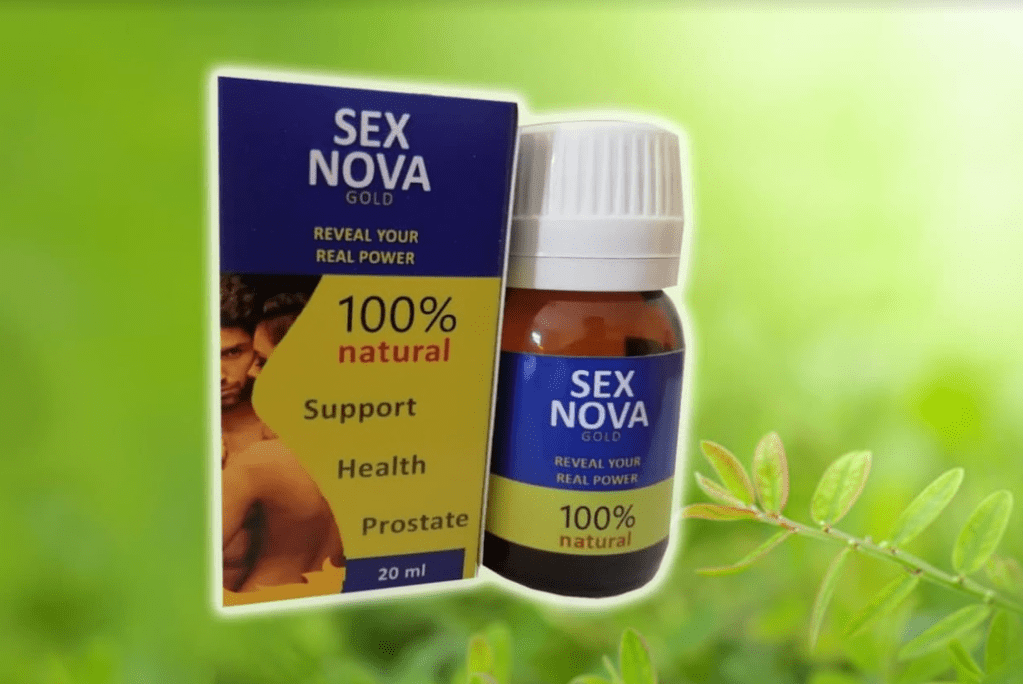 SEX
NOVA
GOLD
REVEAL YOUR
REAL POWER
100%
natural
Support
Health
Prostate
20 ml
SEX
NOVA
GOLD
REVEAL YOUR
REAL POWER
100%
natural